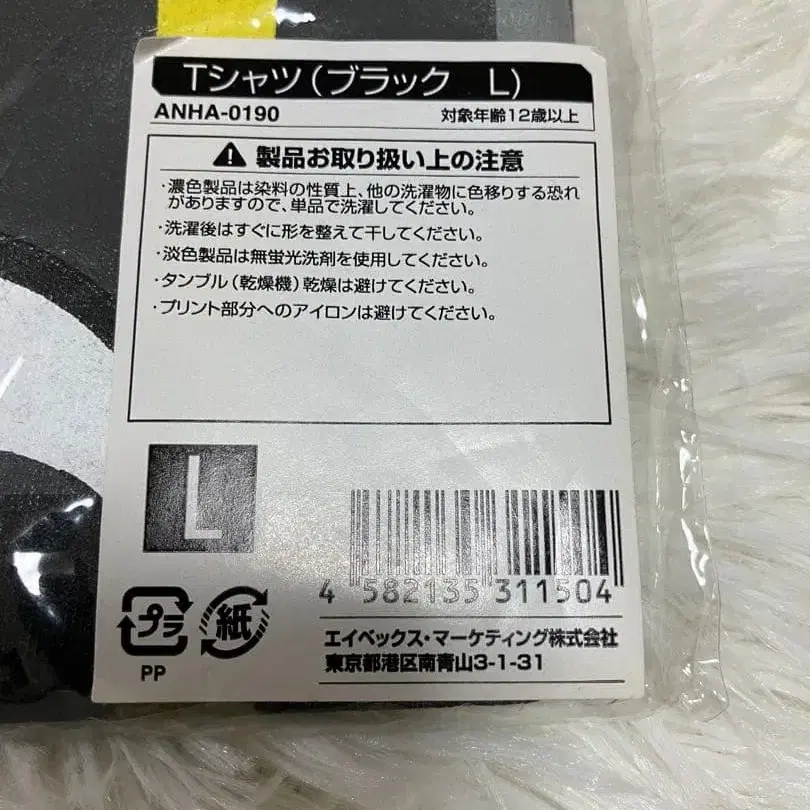 Tシャツ(ブラック L)
ANHA-0190 対象年齢12歳以上
製品お取り扱い上の注意
・濃色製品は染料の性質上、他の洗濯物に色移りする恐れ
がありますので、単品で洗濯してください。
・洗濯後はすぐに形を整えて干してください。
・淡色製品は無蛍光洗剤を使用してください。
・タンブル(乾燥機)乾燥は避けてください。
・プリント部分へのアイロンは避けてください。
L
4 582135 311504
プラ 紙
PP
エイベックス・マーケティング株式会社
東京都港区南青山3-1-31